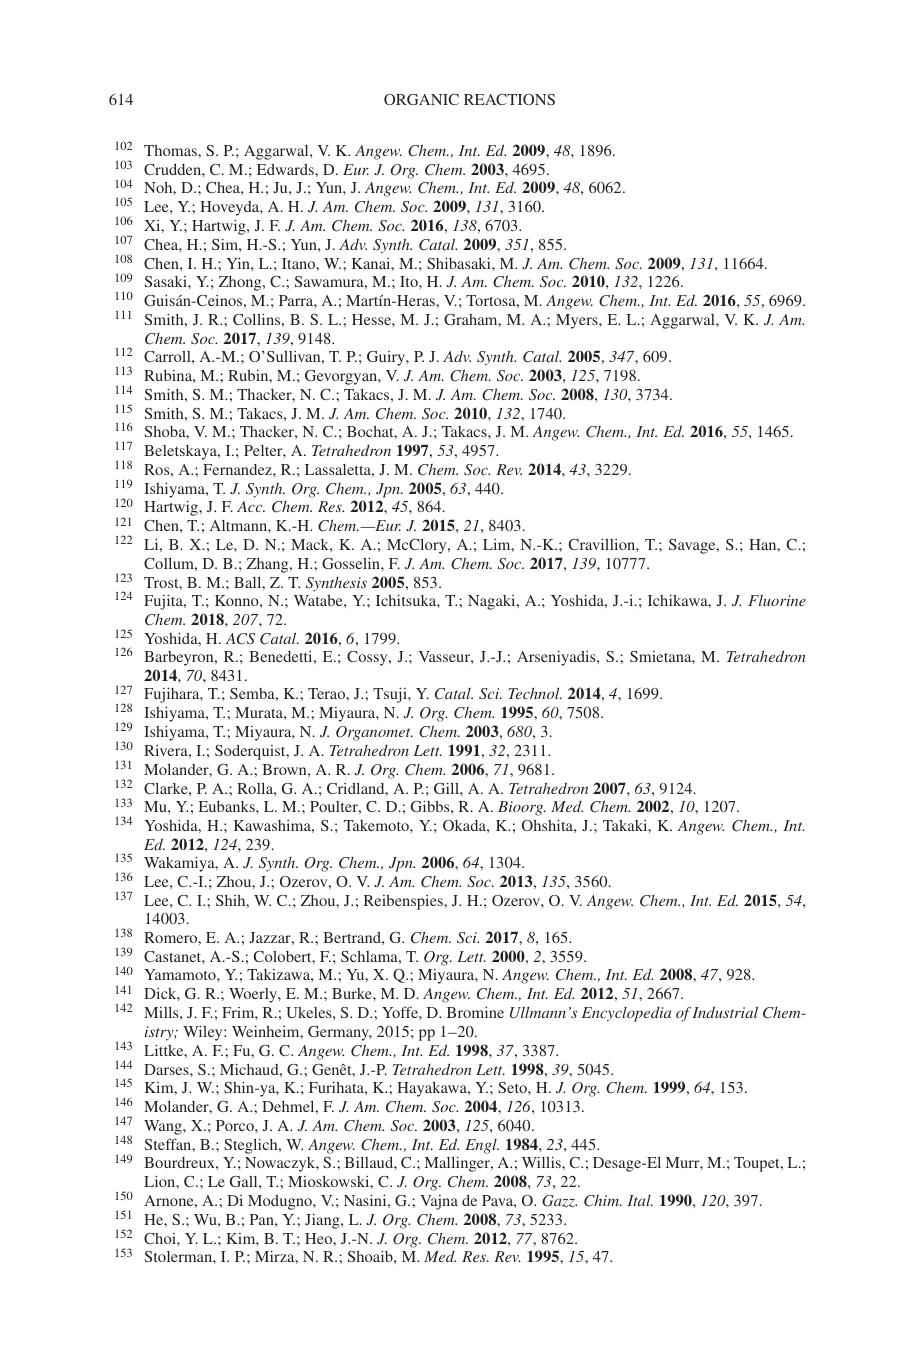 614 ORGANIC REACTIONS
102 Thomas, S. P.; Aggarwal, V. K. Angew. Chem., Int. Ed. 2009, 48, 1896.
103 Crudden, C. M.; Edwards, D. Eur. J. Org. Chem. 2003, 4695.
104 Noh, D.; Chea, H.; Ju, J.; Yun, J. Angew. Chem., Int. Ed. 2009, 48, 6062.
105 Lee, Y.; Hoveyda, A. H. J. Am. Chem. Soc. 2009, 131, 3160.
106 Xi, Y.; Hartwig, J. F. J. Am. Chem. Soc. 2016, 138, 6703.
107 Chea, H.; Sim, H.-S.; Yun, J. Adv. Synth. Catal. 2009, 351, 855.
108 Chen, I. H.; Yin, L.; Itano, W.; Kanai, M.; Shibasaki, M. J. Am. Chem. Soc. 2009, 131, 11664.
109 Sasaki, Y.; Zhong, C.; Sawamura, M.; Ito, H. J. Am. Chem. Soc. 2010, 132, 1226.
110 Guisán-Ceinos, M.; Parra, A.; Martín-Heras, V.; Tortosa, M. Angew. Chem., Int. Ed. 2016, 55, 6969.
111 Smith, J. R.; Collins, B. S. L.; Hesse, M. J.; Graham, M. A.; Myers, E. L.; Aggarwal, V. K. J. Am.
Chem. Soc. 2017, 139, 9148.
112 Carroll, A.-M.; O’Sullivan, T. P.; Guiry, P. J. Adv. Synth. Catal. 2005, 347, 609.
113 Rubina, M.; Rubin, M.; Gevorgyan, V. J. Am. Chem. Soc. 2003, 125, 7198.
114 Smith, S. M.; Thacker, N. C.; Takacs, J. M. J. Am. Chem. Soc. 2008, 130, 3734.
115 Smith, S. M.; Takacs, J. M. J. Am. Chem. Soc. 2010, 132, 1740.
116 Shoba, V. M.; Thacker, N. C.; Bochat, A. J.; Takacs, J. M. Angew. Chem., Int. Ed. 2016, 55, 1465.
117 Beletskaya, I.; Pelter, A. Tetrahedron 1997, 53, 4957.
118 Ros, A.; Fernandez, R.; Lassaletta, J. M. Chem. Soc. Rev. 2014, 43, 3229.
119 Ishiyama, T. J. Synth. Org. Chem., Jpn. 2005, 63, 440.
120 Hartwig, J. F. Acc. Chem. Res. 2012, 45, 864.
121 Chen, T.; Altmann, K.-H. Chem.—Eur. J. 2015, 21, 8403.
122 Li, B. X.; Le, D. N.; Mack, K. A.; McClory, A.; Lim, N.-K.; Cravillion, T.; Savage, S.; Han, C.;
Collum, D. B.; Zhang, H.; Gosselin, F. J. Am. Chem. Soc. 2017, 139, 10777.
123 Trost, B. M.; Ball, Z. T. Synthesis 2005, 853.
124 Fujita, T.; Konno, N.; Watabe, Y.; Ichitsuka, T.; Nagaki, A.; Yoshida, J.-i.; Ichikawa, J. J. Fluorine
Chem. 2018, 207, 72.
125 Yoshida, H. ACS Catal. 2016, 6, 1799.
126 Barbeyron, R.; Benedetti, E.; Cossy, J.; Vasseur, J.-J.; Arseniyadis, S.; Smietana, M. Tetrahedron
2014, 70, 8431.
127 Fujihara, T.; Semba, K.; Terao, J.; Tsuji, Y. Catal. Sci. Technol. 2014, 4, 1699.
128 Ishiyama, T.; Murata, M.; Miyaura, N. J. Org. Chem. 1995, 60, 7508.
129 Ishiyama, T.; Miyaura, N. J. Organomet. Chem. 2003, 680, 3.
130 Rivera, I.; Soderquist, J. A. Tetrahedron Lett. 1991, 32, 2311.
131 Molander, G. A.; Brown, A. R. J. Org. Chem. 2006, 71, 9681.
132 Clarke, P. A.; Rolla, G. A.; Cridland, A. P.; Gill, A. A. Tetrahedron 2007, 63, 9124.
133 Mu, Y.; Eubanks, L. M.; Poulter, C. D.; Gibbs, R. A. Bioorg. Med. Chem. 2002, 10, 1207.
134 Yoshida, H.; Kawashima, S.; Takemoto, Y.; Okada, K.; Ohshita, J.; Takaki, K. Angew. Chem., Int.
Ed. 2012, 124, 239.
135 Wakamiya, A. J. Synth. Org. Chem., Jpn. 2006, 64, 1304.
136 Lee, C.-I.; Zhou, J.; Ozerov, O. V. J. Am. Chem. Soc. 2013, 135, 3560.
137 Lee, C. I.; Shih, W. C.; Zhou, J.; Reibenspies, J. H.; Ozerov, O. V. Angew. Chem., Int. Ed. 2015, 54,
14003.
138 Romero, E. A.; Jazzar, R.; Bertrand, G. Chem. Sci. 2017, 8, 165.
139 Castanet, A.-S.; Colobert, F.; Schlama, T. Org. Lett. 2000, 2, 3559.
140 Yamamoto, Y.; Takizawa, M.; Yu, X. Q.; Miyaura, N. Angew. Chem., Int. Ed. 2008, 47, 928.
141 Dick, G. R.; Woerly, E. M.; Burke, M. D. Angew. Chem., Int. Ed. 2012, 51, 2667.
142 Mills, J. F.; Frim, R.; Ukeles, S. D.; Yoffe, D. Bromine Ullmann’s Encyclopedia of Industrial Chem-
istry; Wiley: Weinheim, Germany, 2015; pp 1–20.
143 Littke, A. F.; Fu, G. C. Angew. Chem., Int. Ed. 1998, 37, 3387.
144 Darses, S.; Michaud, G.; Genêt, J.-P. Tetrahedron Lett. 1998, 39, 5045.
145 Kim, J. W.; Shin-ya, K.; Furihata, K.; Hayakawa, Y.; Seto, H. J. Org. Chem. 1999, 64, 153.
146 Molander, G. A.; Dehmel, F. J. Am. Chem. Soc. 2004, 126, 10313.
147 Wang, X.; Porco, J. A. J. Am. Chem. Soc. 2003, 125, 6040.
148 Steffan, B.; Steglich, W. Angew. Chem., Int. Ed. Engl. 1984, 23, 445.
149 Bourdreux, Y.; Nowaczyk, S.; Billaud, C.; Mallinger, A.; Willis, C.; Desage-El Murr, M.; Toupet, L.;
Lion, C.; Le Gall, T.; Mioskowski, C. J. Org. Chem. 2008, 73, 22.
150 Arnone, A.; Di Modugno, V.; Nasini, G.; Vajna de Pava, O. Gazz. Chim. Ital. 1990, 120, 397.
151 He, S.; Wu, B.; Pan, Y.; Jiang, L. J. Org. Chem. 2008, 73, 5233.
152 Choi, Y. L.; Kim, B. T.; Heo, J.-N. J. Org. Chem. 2012, 77, 8762.
153 Stolerman, I. P.; Mirza, N. R.; Shoaib, M. Med. Res. Rev. 1995, 15, 47.